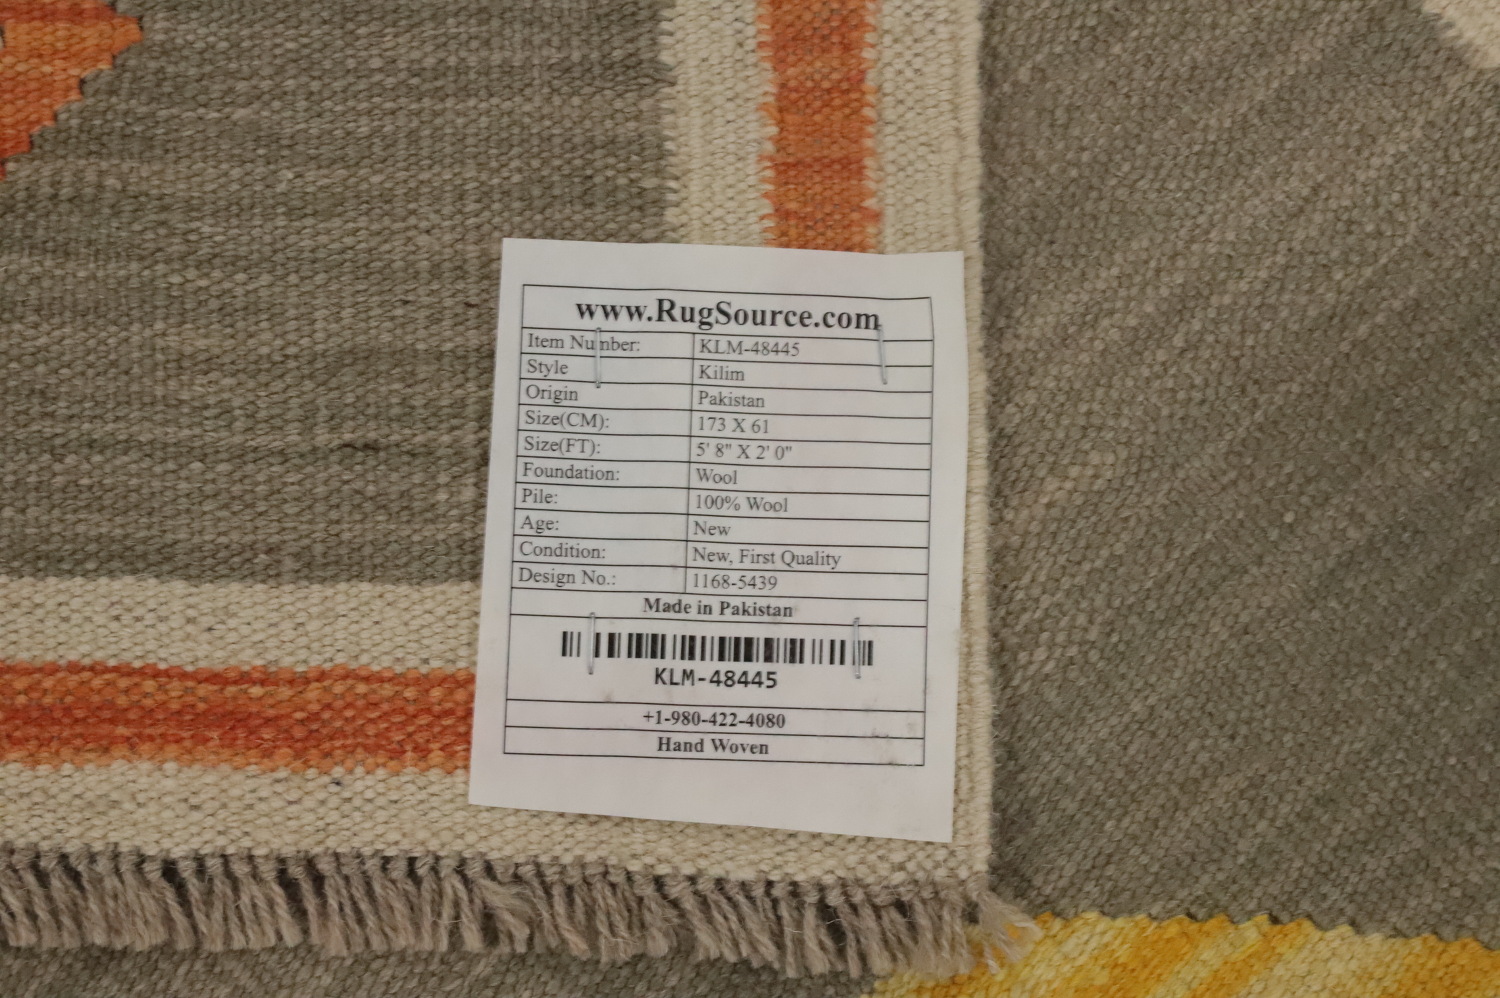 www.RugSource.com
Item Number: KLM-48445
Style Kilim
Origin Pakistan
Size(CM): 173 X 61
Size(FT): 5' 8" X 2' 0"
Foundation: Wool
Pile: 100% Wool
Age: New
Condition: New, First Quality
Design No.: 1168-5439
Made in Pakistan
KLM-48445
+1-980-422-4080
Hand Woven